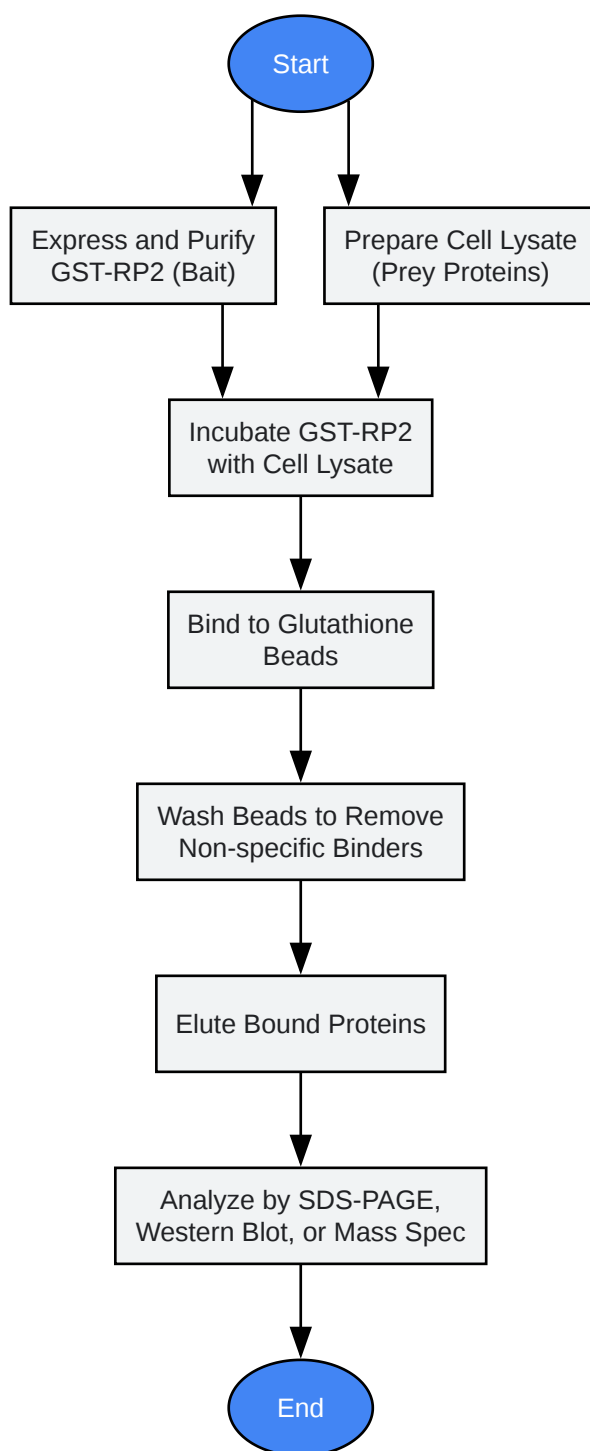 Start
Express and Purify
GST-RP2 (Bait)
Prepare Cell Lysate
(Prey Proteins)
Incubate GST-RP2
with Cell Lysate
Bind to Glutathione
Beads
Wash Beads to Remove
Non-specific Binders
Elute Bound Proteins
Analyze by SDS-PAGE,
Western Blot, or Mass Spec
End